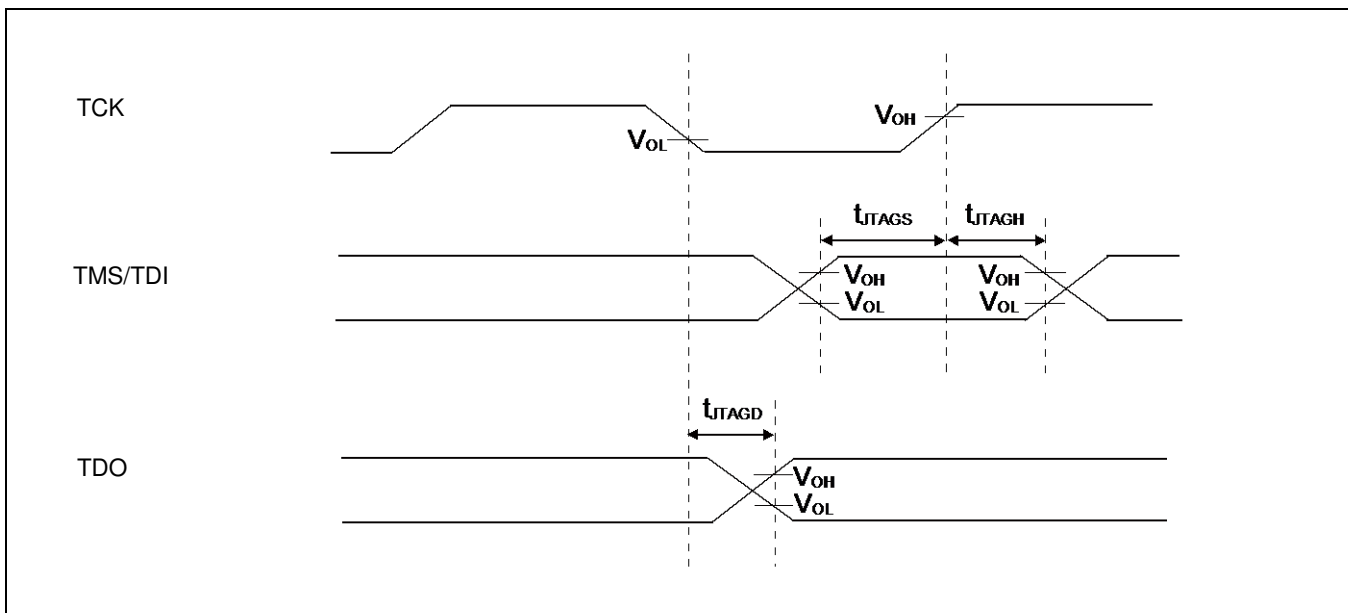 TCK
VOL
VOH
tJTAGS
tJTAGH
TMS/TDI
VOH
VOH
VOL
VOL
tJTAGD
TDO
VOH
VOL